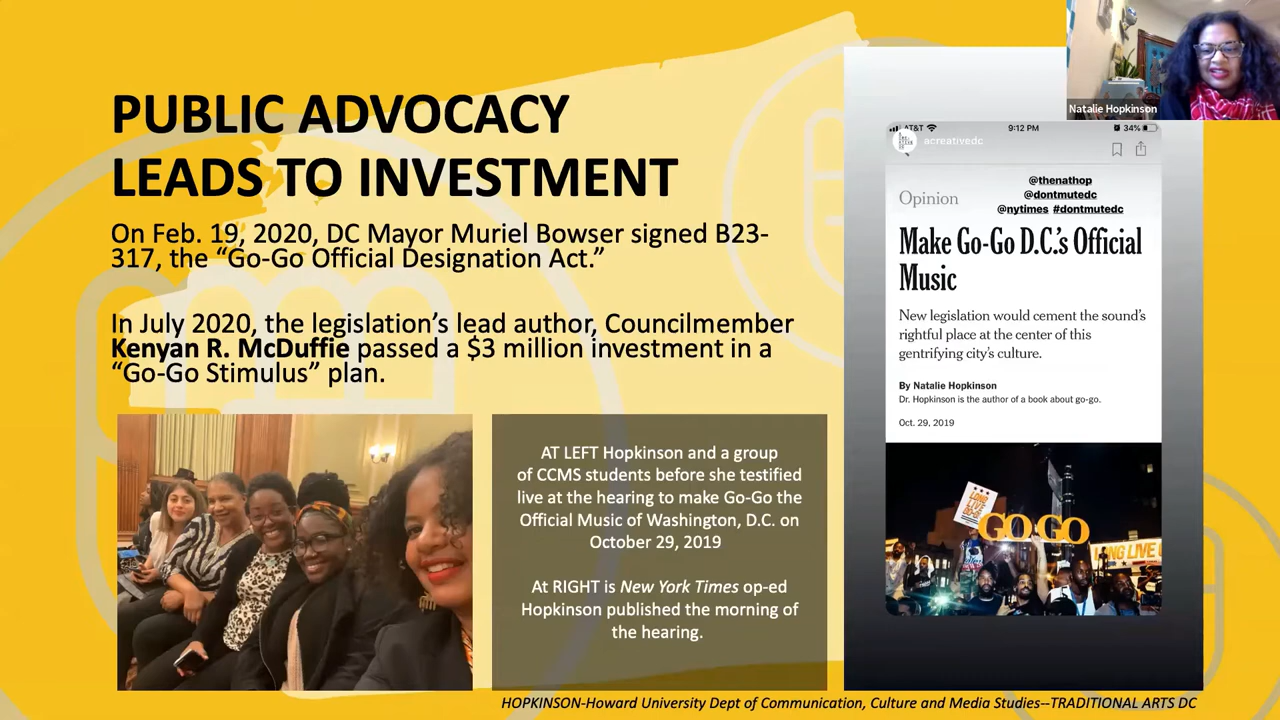 PUBLIC ADVOCACY
LEADS TO INVESTMENT
On Feb. 19, 2020, DC Mayor Muriel Bowser signed B23-
317, the “Go-Go Official Designation Act.”
In July 2020, the legislation’s lead author, Councilmember
Kenyan R. McDuffie passed a $3 million investment in a
“Go-Go Stimulus” plan.
AT LEFT Hopkinson and a group
of CCMS students before she testified
live at the hearing to make Go-Go the
Official Music of Washington, D.C. on
October 29, 2019
At RIGHT is New York Times op-ed
Hopkinson published the morning of
the hearing.
Natalie Hopkinson
AT&T
9:12 PM
34%
acreativedc
Opinion
@thenathop
@dontmutedc
@nytimes #dontmutedc
Make Go-Go D.C.’s Official
Music
New legislation would cement the sound’s
rightful place at the center of this
gentrifying city’s culture.
By Natalie Hopkinson
Dr. Hopkinson is the author of a book about go-go.
Oct. 29, 2019
LONG
LIVE
GO-GO
GO GO
LONG LIVE
HOPKINSON-Howard University Dept of Communication, Culture and Media Studies--TRADITIONAL ARTS DC